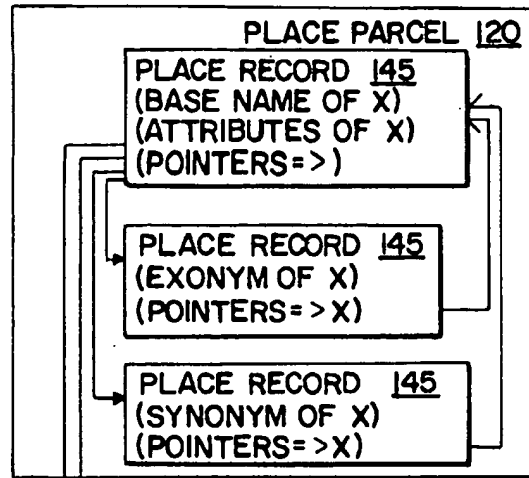 PLACE PARCEL 120
PLACE RECORD 145
(BASE NAME OF X)
(ATTRIBUTES OF X)
(POINTERS=>)
PLACE RECORD 145
(EXONYM OF X)
(POINTERS=>X)
PLACE RECORD 145
(SYNONYM OF X)
(POINTERS=>X)